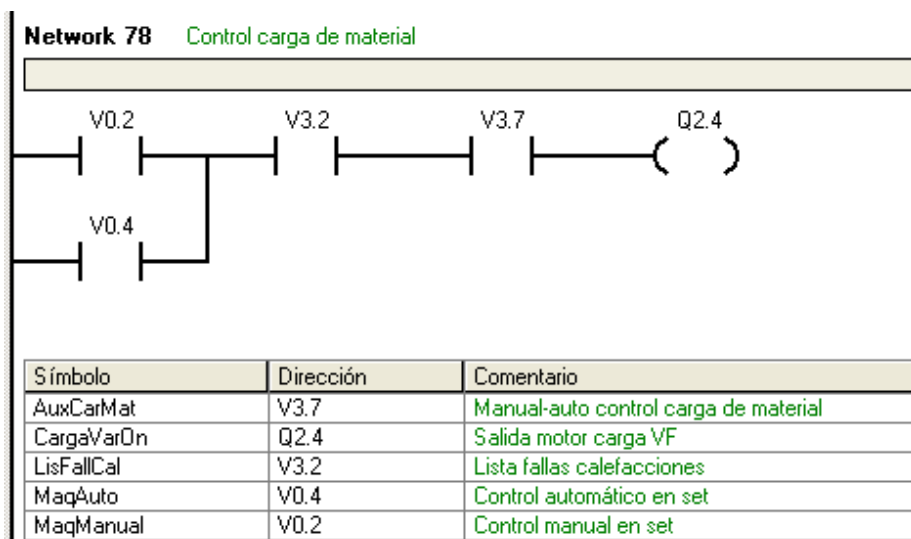 Network 78 Control carga de material
V0.2 V3.2 V3.7 Q2.4
V0.4
Símbolo Dirección Comentario
AuxCarMat V3.7 Manual-auto control carga de material
CargaVarOn Q2.4 Salida motor carga VF
LisFallCal V3.2 Lista fallas calefacciones
MaqAuto V0.4 Control automático en set
MaqManual V0.2 Control manual en set